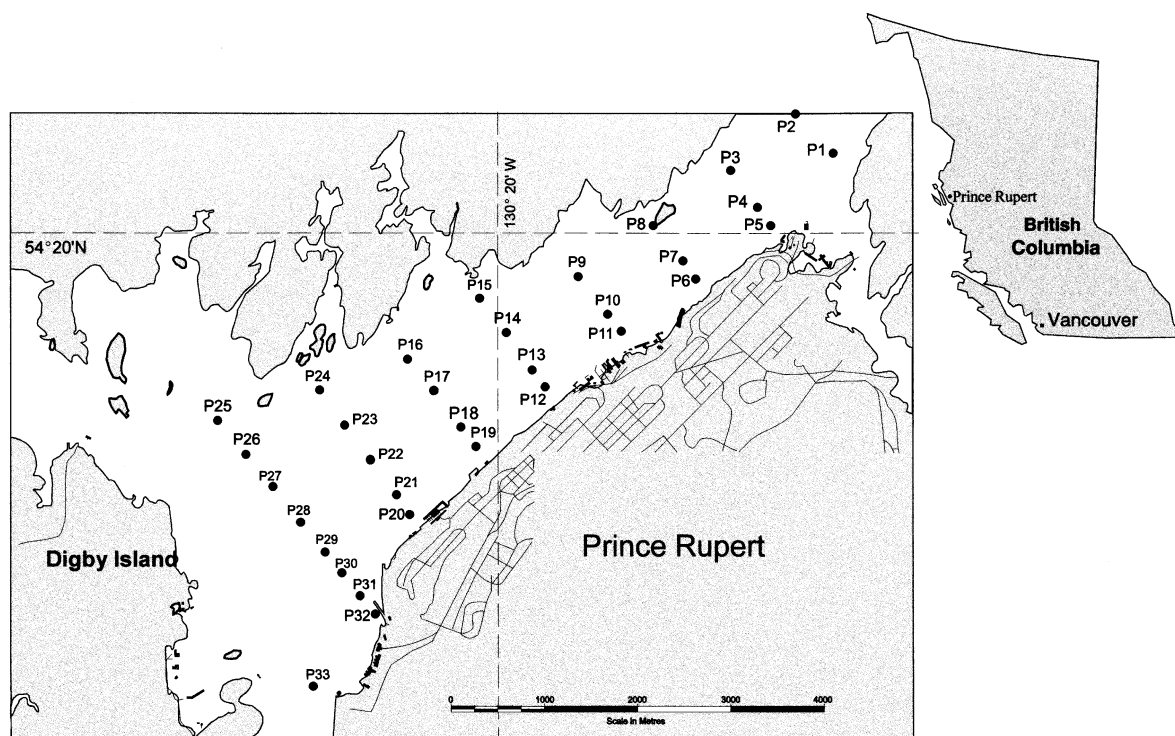 P2
P1
P3
130° 20' W
P4
P8
P5
54°20'N
P7
P9
P6
P15
P10
P14
P11
P16
P13
P12
P24
P17
P25
P23
P18
P19
P26
P22
P27
P21
P20
P28
P29
P30
P31
P32
P33
Digby Island
Prince Rupert
0 1000 2000 3000 4000
Scale in Metres
Prince Rupert
British
Columbia
Vancouver